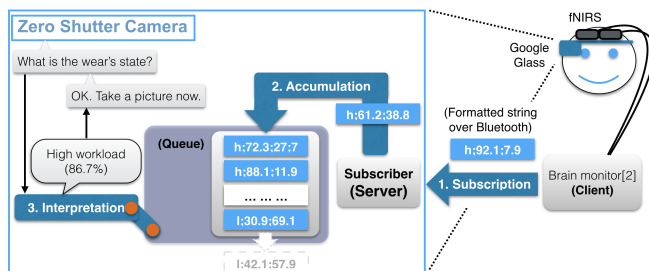 Zero Shutter Camera
What is the wear's state?
OK. Take a picture now.
High workload
(86.7%)
3. Interpretation
2. Accumulation
h;61.2;38.8
(Queue)
h;72.3;27;7
h;88.1;11.9
... ... ...
l;30.9;69.1
l:42.1:57.9
Subscriber
(Server)
1. Subscription
fNIRS
Google
Glass
(Formatted string
over Bluetooth)
h;92.1;7.9
Brain monitor[2]
(Client)